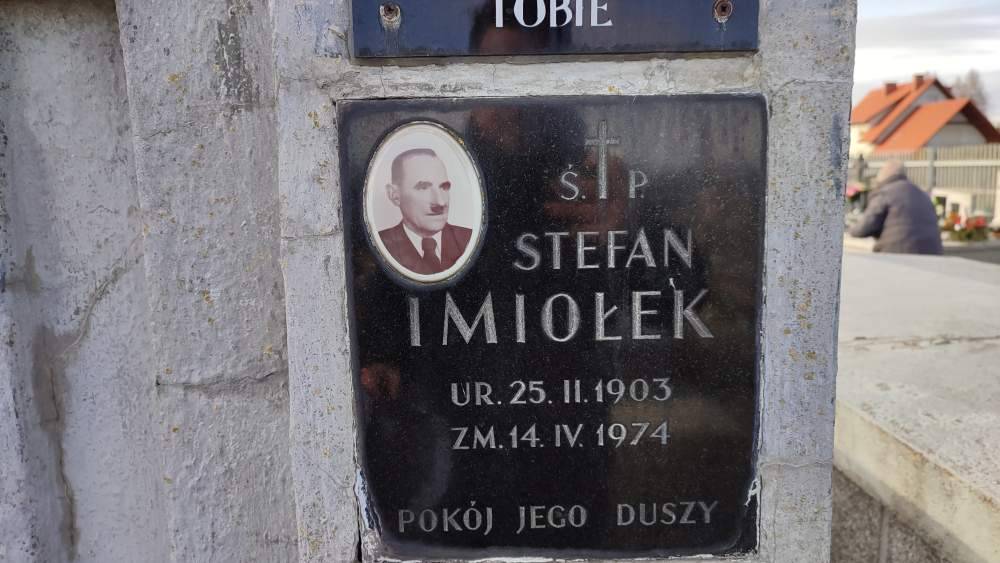 TOBIE
Ś. P.
STEFAN
IMIOŁEK
UR. 25. II. 1903
ZM. 14. IV. 1974
POKÓJ JEGO DUSZY